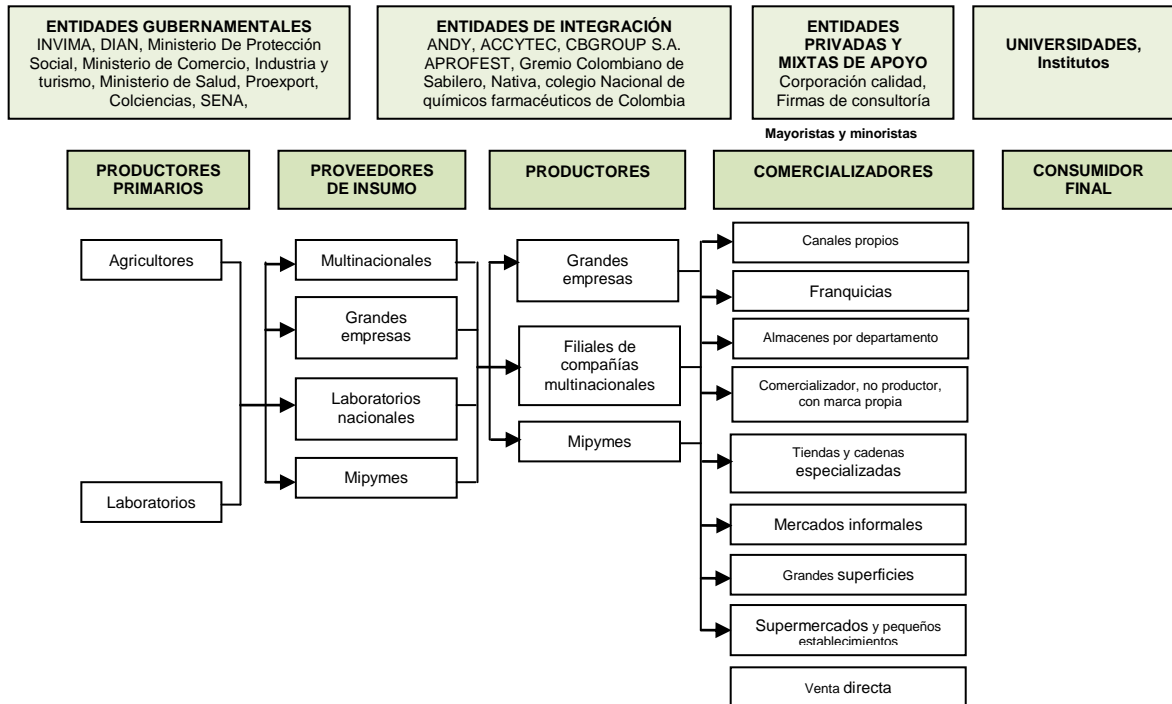 ENTIDADES GUBERNAMENTALES
INVIMA, DIAN, Ministerio De Protección
Social, Ministerio de Comercio, Industria y
turismo, Ministerio de Salud, Proexport,
Colciencias, SENA,
ENTIDADES DE INTEGRACIÓN
ANDY, ACCYTEC, CBGROUP S.A.
APROFEST, Gremio Colombiano de
Sabilero, Nativa, colegio Nacional de
químicos farmacéuticos de Colombia
ENTIDADES
PRIVADAS Y
MIXTAS DE APOYO
Corporación calidad,
Firmas de consultoría
UNIVERSIDADES,
Institutos
Mayoristas y minoristas
PRODUCTORES
PRIMARIOS
PROVEEDORES
DE INSUMO
PRODUCTORES
COMERCIALIZADORES
CONSUMIDOR
FINAL
Agricultores
Laboratorios
Multinacionales
Grandes
empresas
Laboratorios
nacionales
Mipymes
Grandes
empresas
Filiales de
compañías
multinacionales
Mipymes
Canales propios
Franquicias
Almacenes por departamento
Comercializador, no productor,
con marca propia
Tiendas y cadenas
especializadas
Mercados informales
Grandes superficies
Supermercados y pequeños
establecimientos
Venta directa